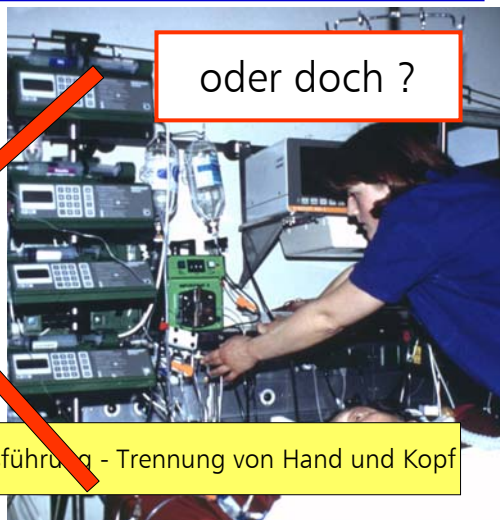 oder doch ?
führung - Trennung von Hand und Kopf